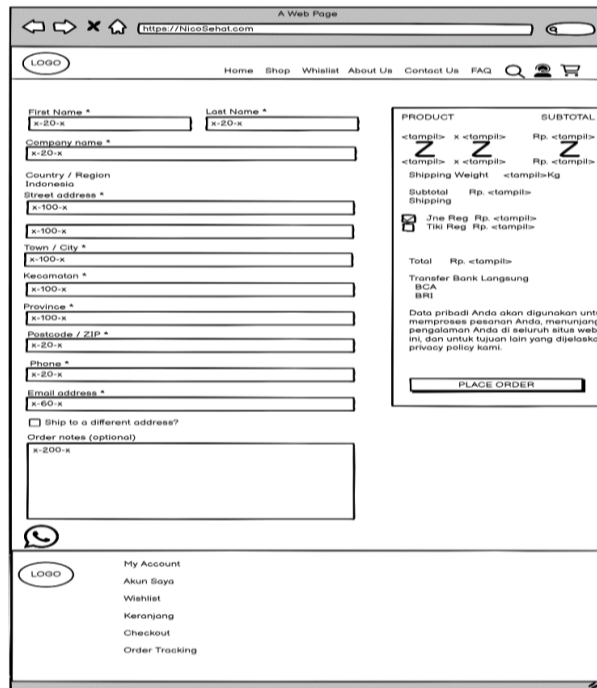 A Web Page
https://NicoSehat.com
LOGO
Home Shop Whislist About Us Contact Us FAQ
First Name * Last Name *
x-20-x x-20-x
Company name *
x-20-x
Country / Region
Indonesia
Street address *
x-100-x
x-100-x
Town / City *
x-100-x
Kecamatan *
x-100-x
Province *
x-100-x
Postcode / ZIP *
x-20-x
Phone *
x-20-x
Email address *
x-60-x
Ship to a different address?
Order notes (optional)
x-200-x
PRODUCT SUBTOTAL
<tampil> x <tampil> Rp. <tampil>
Z Z Z
<tampil> x <tampil> Rp. <tampil>
Shipping Weight <tampil>Kg
Subtotal Rp. <tampil>
Shipping
Jne Reg Rp. <tampil>
Tiki Reg Rp. <tampil>
Total Rp. <tampil>
Transfer Bank Langsung
BCA
BRI
Data pribadi Anda akan digunakan unt
memproses pesanan Anda, menunjang
pengalaman Anda di seluruh situs web
ini, dan untuk tujuan lain yang dijelaska
privacy policy kami.
PLACE ORDER
LOGO
My Account
Akun Saya
Wishlist
Keranjang
Checkout
Order Tracking